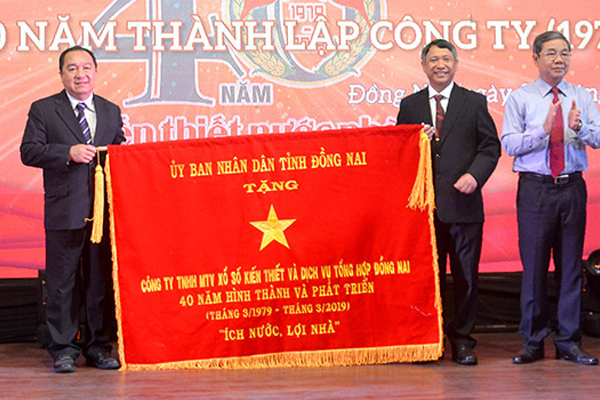 0 NĂM THÀNH LẬP CÔNG TY (197
1979
NĂM
Đồng
ỦY BAN NHÂN DÂN TỈNH ĐỒNG NAI
TẶNG
CÔNG TY TNHH MTV XỔ SỐ KIẾN THIẾT VÀ DỊCH VỤ TỔNG HỢP ĐỒNG NAI
40 NĂM HÌNH THÀNH VÀ PHÁT TRIỂN
(THÁNG 3/1979 - THÁNG 3/2019)
"ÍCH NƯỚC, LỢI NHÀ"